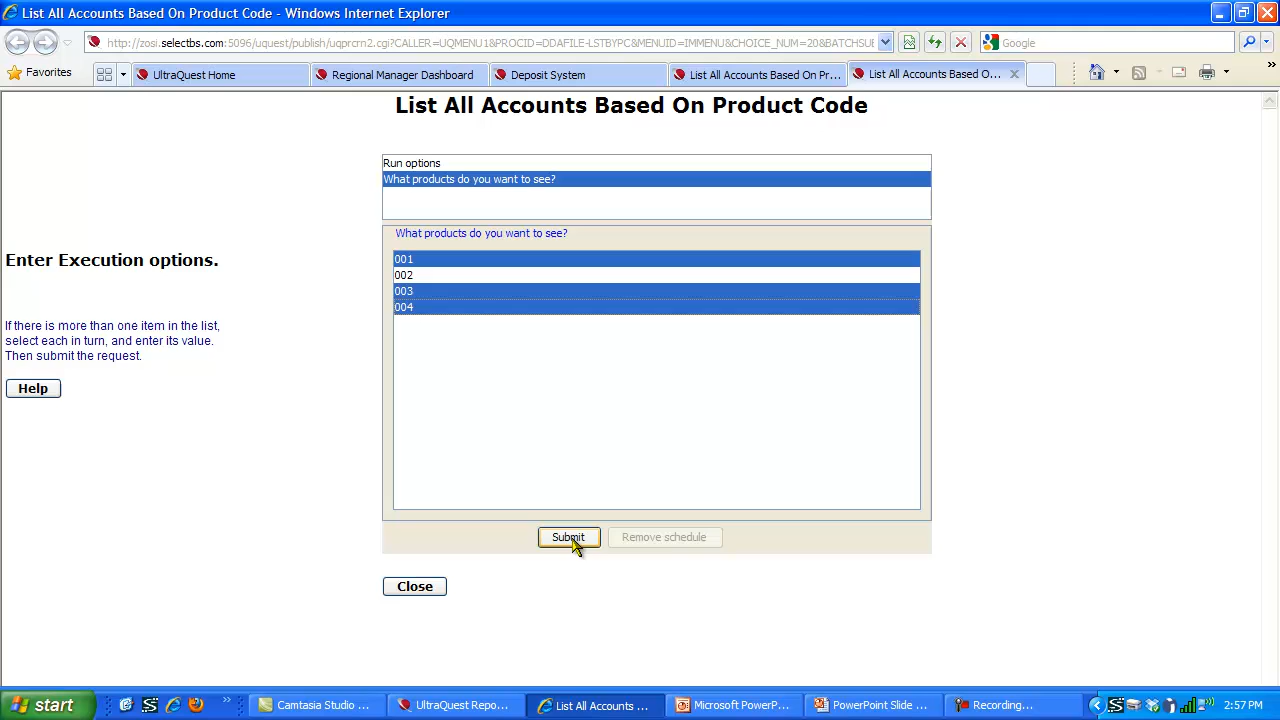 List All Accounts Based On Product Code - Windows Internet Explorer
http://zosi.selectbs.com:5096/uquest/publish/uqprcrn2.cgi?CALLER=UQMENU1&PROCID=DDAFILE-LSTBYPC&MENUID=IMMENU&CHOICE_NUM=20&BATCHSUE
Google
Favorites
UltraQuest Home
Regional Manager Dashboard
Deposit System
List All Accounts Based On Pr...
List All Accounts Based O...
List All Accounts Based On Product Code
Run options
What products do you want to see?
What products do you want to see?
001
002
003
004
Enter Execution options.
If there is more than one item in the list,
select each in turn, and enter its value.
Then submit the request.
Help
Submit
Remove schedule
Close
start
Camtasia Studio ...
UltraQuest Repo...
List All Accounts ...
Microsoft PowerP...
PowerPoint Slide ...
Recording...
2:57 PM